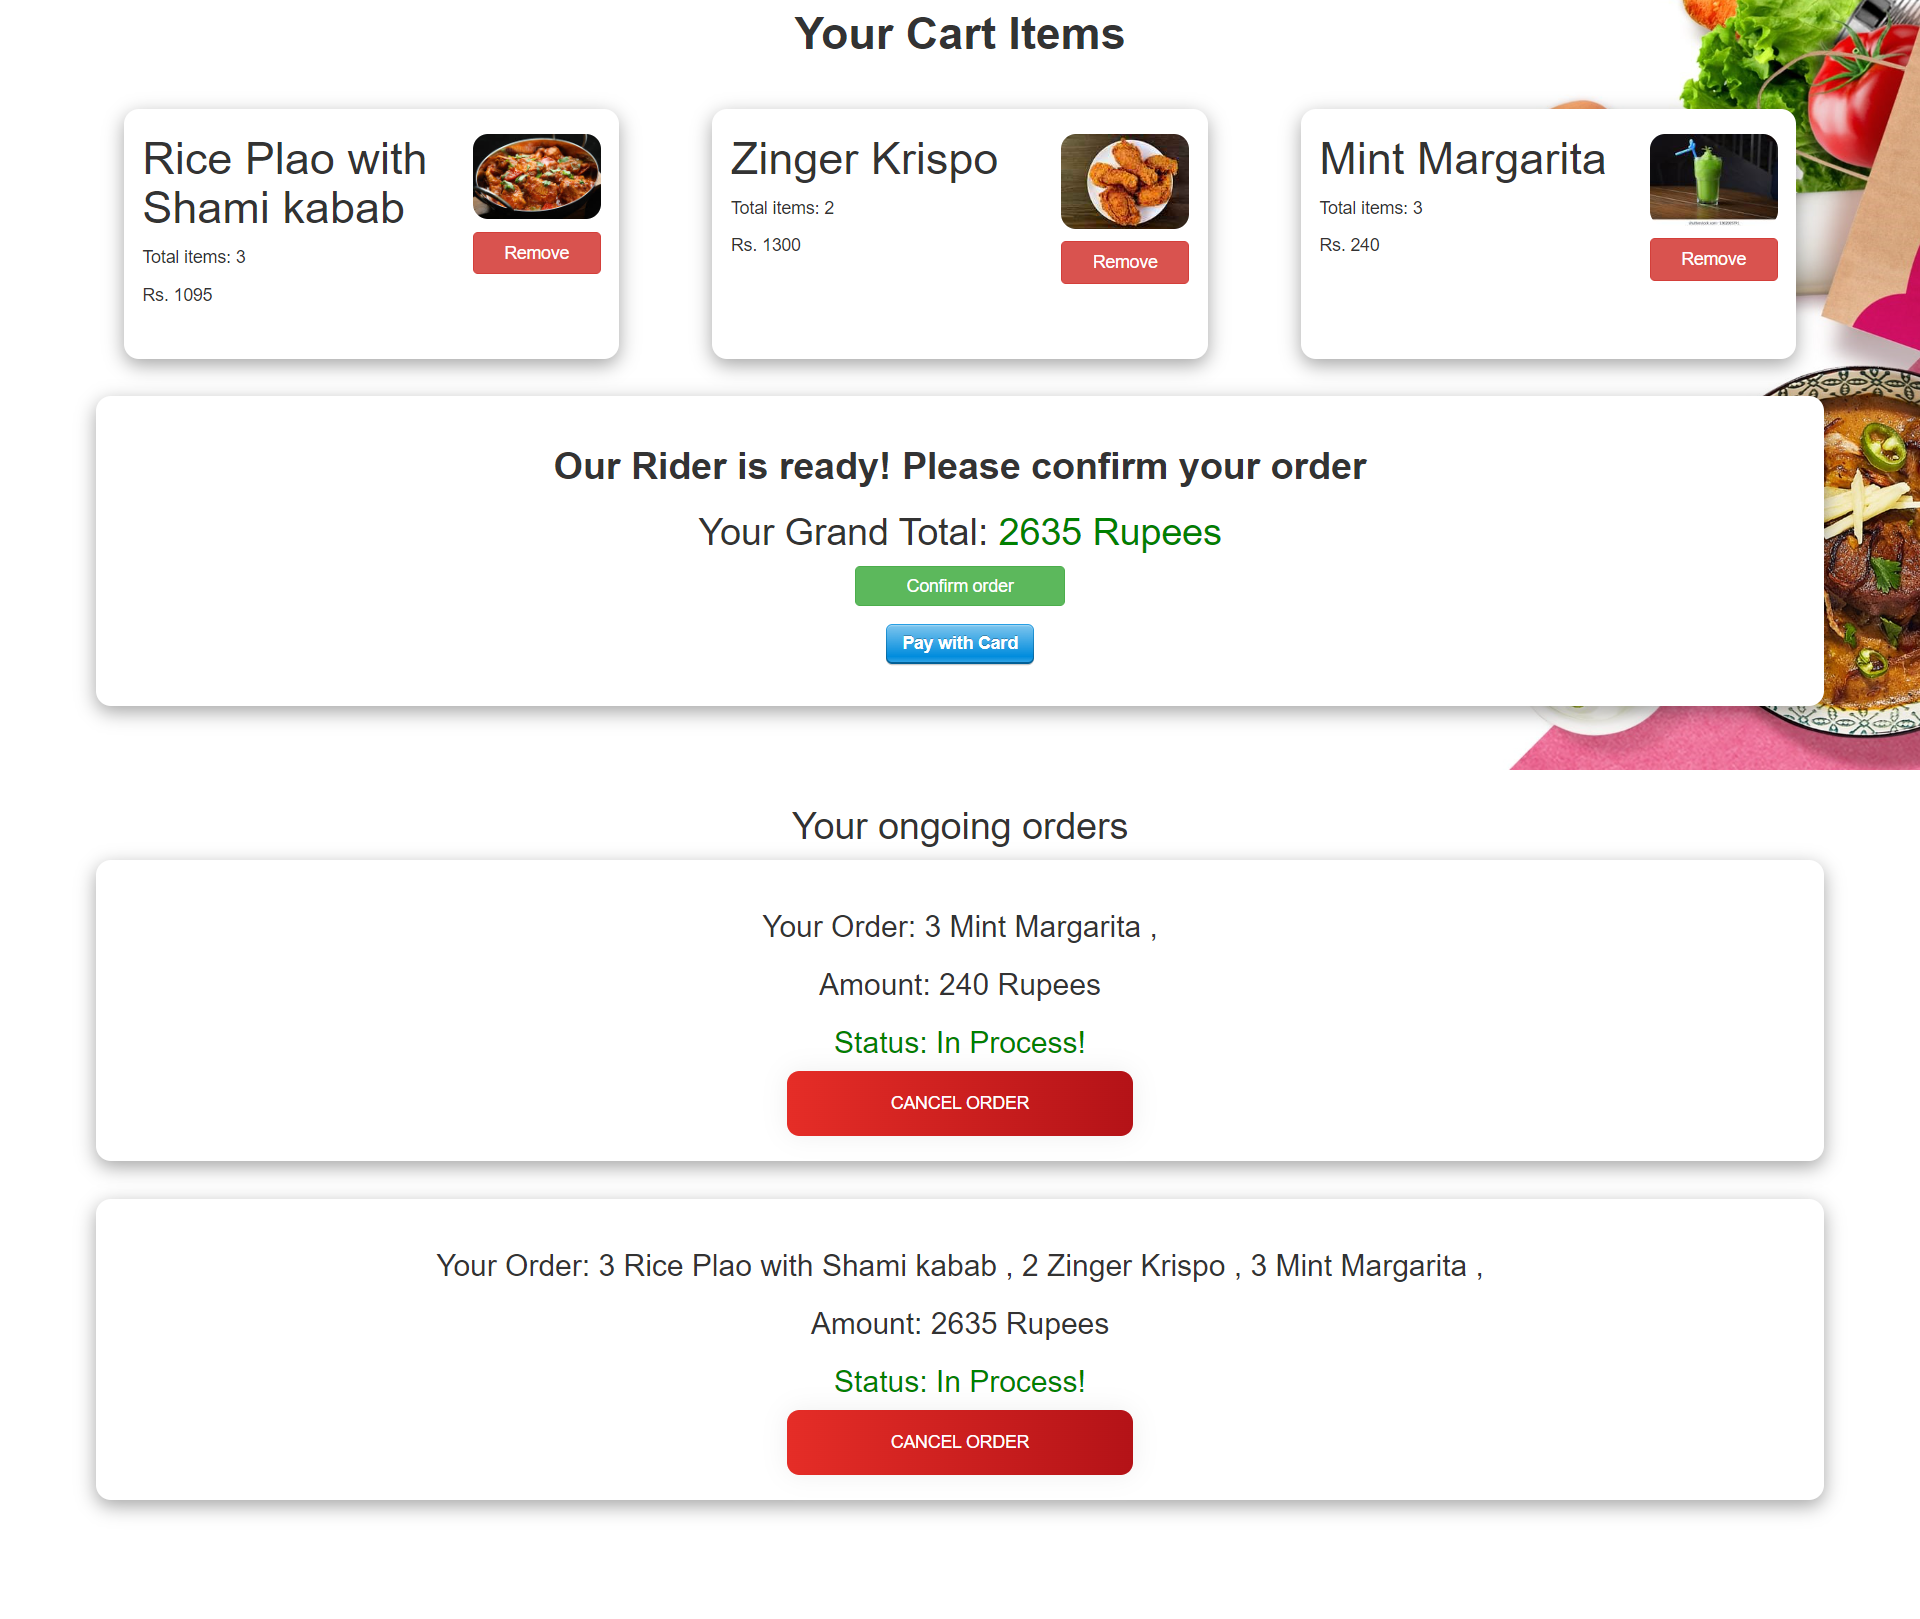 Your Cart Items
Rice Plao with
Shami kabab
Total items: 3
Rs. 1095
Remove
Zinger Krispo
Total items: 2
Rs. 1300
Remove
Mint Margarita
Total items: 3
Rs. 240
Remove
Our Rider is ready! Please confirm your order
Your Grand Total: 2635 Rupees
Confirm order
Pay with Card
Your ongoing orders
Your Order: 3 Mint Margarita ,
Amount: 240 Rupees
Status: In Process!
CANCEL ORDER
Your Order: 3 Rice Plao with Shami kabab , 2 Zinger Krispo , 3 Mint Margarita ,
Amount: 2635 Rupees
Status: In Process!
CANCEL ORDER